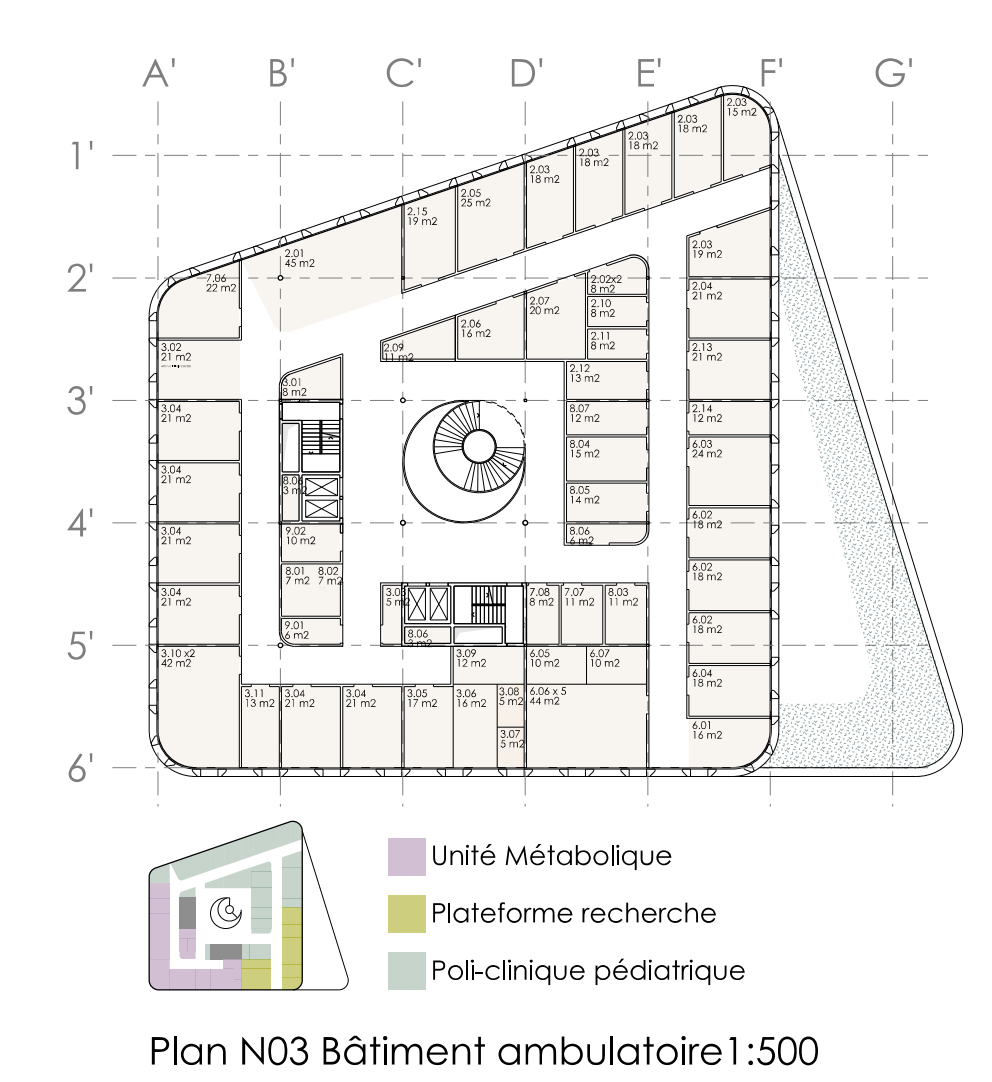 A' B' C' D' E' F' G'
1'
2'
3'
4'
5'
6'
2.03
15 m2
2.03
18 m2
2.03
18 m2
2.03
18 m2
2.03
18 m2
2.05
25 m2
2.15
19 m2
2.01
45 m2
7.06
22 m2
2.03
19 m2
2.02x2
8 m2
2.04
21 m2
2.07
20 m2
2.10
8 m2
2.06
16 m2
2.11
8 m2
2.09
11 m2
3.02
21 m2
2.13
21 m2
2.12
13 m2
3.01
8 m2
3.04
21 m2
8.07
12 m2
2.14
12 m2
8.04
15 m2
6.03
24 m2
3.04
21 m2
8.06
3 m2
8.05
14 m2
6.02
18 m2
3.04
21 m2
9.02
10 m2
8.06
6 m2
6.02
18 m2
8.01
7 m2
8.02
7 m2
3.04
21 m2
3.03
5 m2
7.08
8 m2
7.07
11 m2
8.03
11 m2
6.02
18 m2
9.01
6 m2
8.06
3 m2
3.10 x2
42 m2
3.09
12 m2
6.05
10 m2
6.07
10 m2
6.04
18 m2
3.11
13 m2
3.04
21 m2
3.04
21 m2
3.05
17 m2
3.06
16 m2
3.08
5 m2
6.06 x 5
44 m2
6.01
16 m2
3.07
5 m2
Unité Métabolique
Plateforme recherche
Poli-clinique pédiatrique
Plan N03 Bâtiment ambulatoire1:500